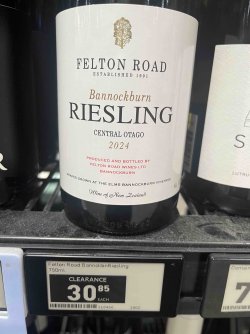 FELTON ROAD
ESTABLISHED 1991
Bannockburn
RIESLING
CENTRAL OTAGO
2024
PRODUCED AND BOTTLED BY
FELTON ROAD WINES LTD
BANNOCKBURN
Wine of New Zealand
S
R
Felton Road Bannockburn Riesling
750ml
CLEARANCE
30.85
EACH
7